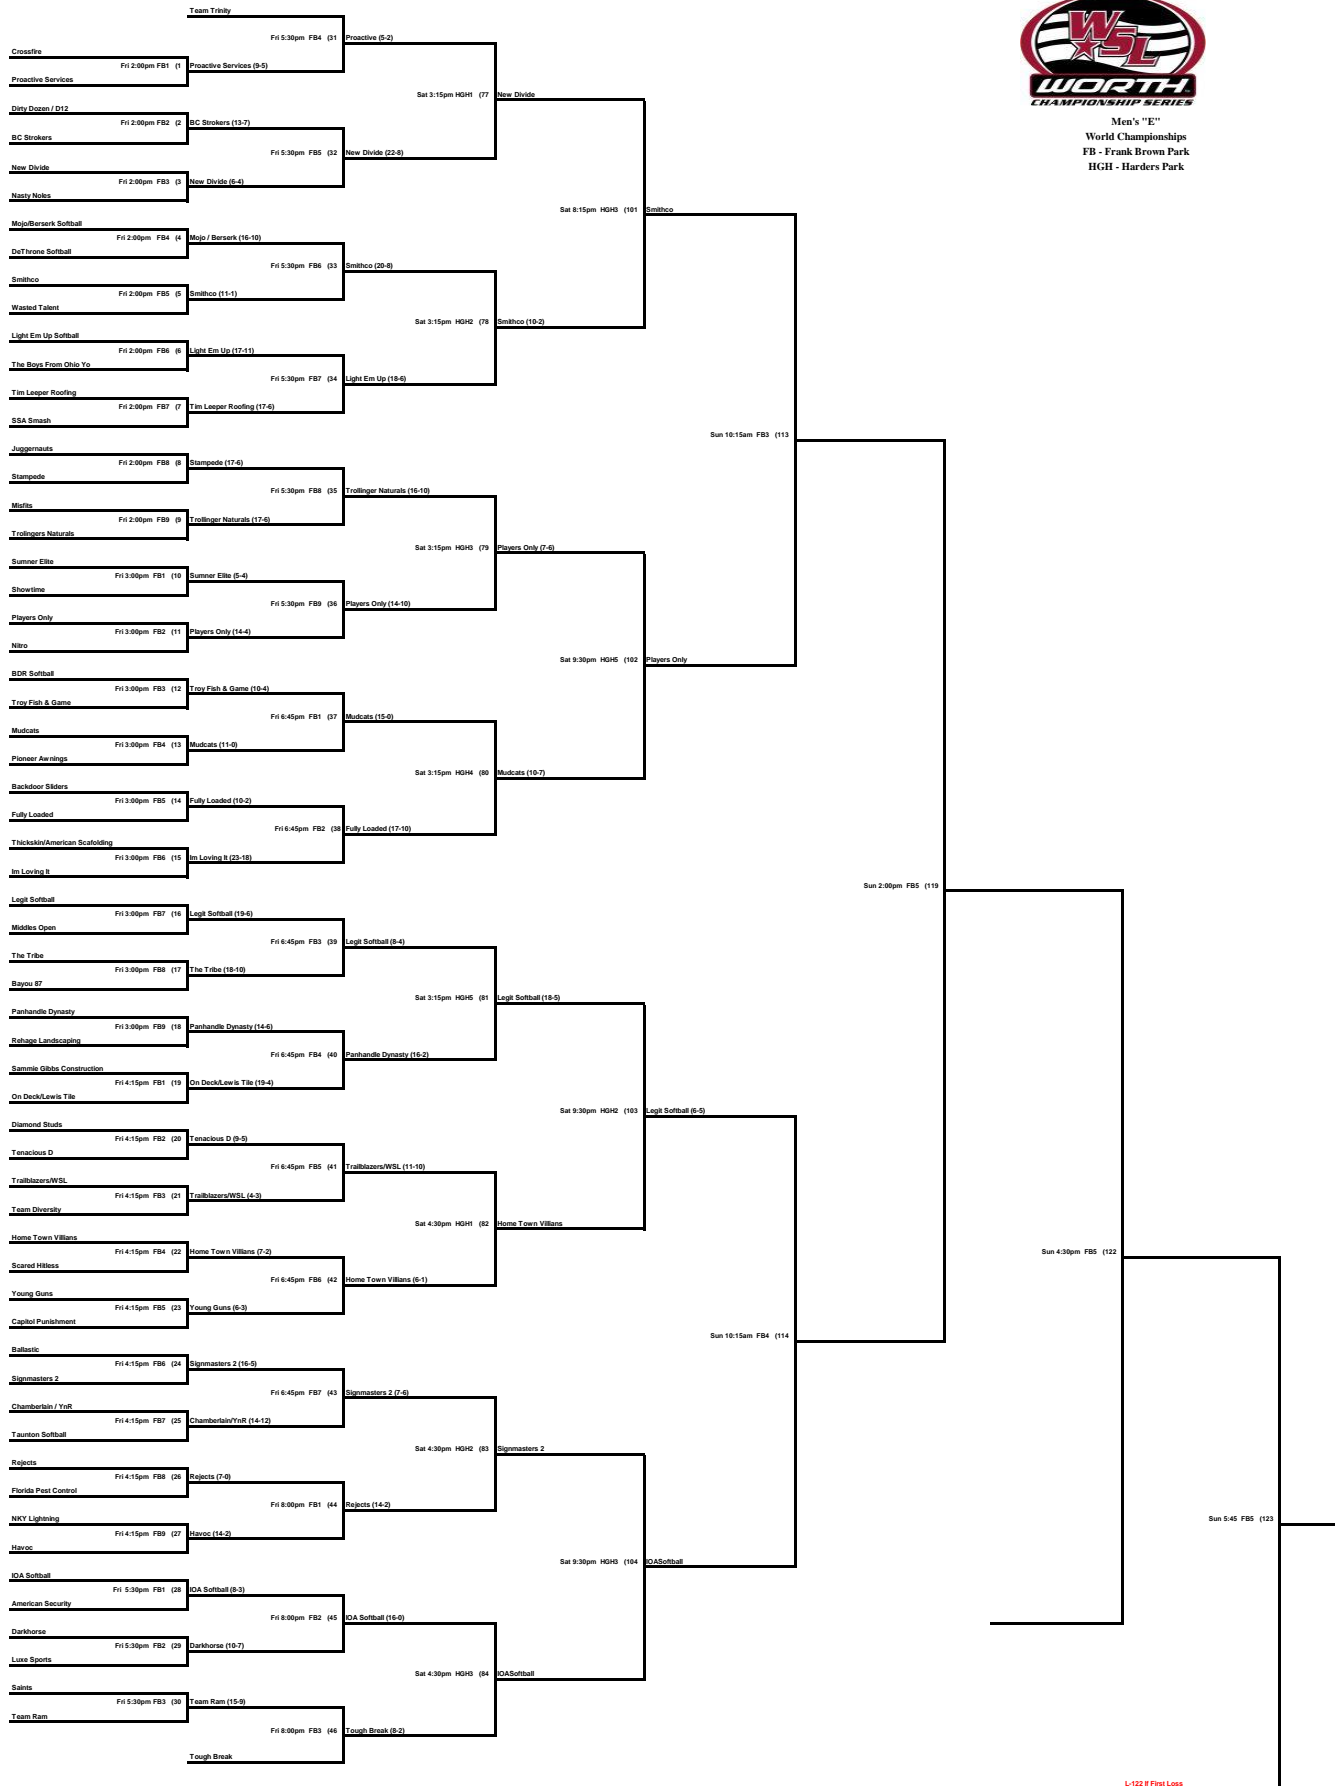 Team Trinity
Fri 5:30pm FB4 (31 Proactive (5-2)
Crossfire
Fri 2:00pm FB1 (1 Proactive Services (9-5)
Proactive Services
Sat 3:15pm HGH1 (77 New Divide
Dirty Dozen / D12
Fri 2:00pm FB2 (2 BC Strokers (13-7)
BC Strokers
Fri 5:30pm FB5 (32 New Divide (22-8)
New Divide
Fri 2:00pm FB3 (3 New Divide (6-4)
Nasty Noles
Sat 8:15pm HGH3 (101 Smithco
Mojo/Berserk Softball
Fri 2:00pm FB4 (4 Mojo / Berserk (16-10)
DeThrone Softball
Fri 5:30pm FB6 (33 Smithco (20-8)
Smithco
Fri 2:00pm FB5 (5 Smithco (11-1)
Wasted Talent
Sat 3:15pm HGH2 (78 Smithco (10-2)
Light Em Up Softball
Fri 2:00pm FB6 (6 Light Em Up (17-11)
The Boys From Ohio Yo
Fri 5:30pm FB7 (34 Light Em Up (18-6)
Tim Leeper Roofing
Fri 2:00pm FB7 (7 Tim Leeper Roofing (17-6)
SSA Smash
Sun 10:15am FB3 (113
Juggernauts
Fri 2:00pm FB8 (8 Stampede (17-6)
Stampede
Fri 5:30pm FB8 (35 Trollinger Naturals (16-10)
Misfits
Fri 2:00pm FB9 (9 Trollinger Naturals (17-6)
Trolingers Naturals
Sat 3:15pm HGH3 (79 Players Only (7-6)
Sumner Elite
Fri 3:00pm FB1 (10 Sumner Elite (5-4)
Showtime
Fri 5:30pm FB9 (36 Players Only (14-10)
Players Only
Fri 3:00pm FB2 (11 Players Only (14-4)
Nitro
Sat 9:30pm HGH5 (102 Players Only
BDR Softball
Fri 3:00pm FB3 (12 Troy Fish & Game (10-4)
Troy Fish & Game
Fri 6:45pm FB1 (37 Mudcats (15-0)
Mudcats
Fri 3:00pm FB4 (13 Mudcats (11-0)
Pioneer Awnings
Sat 3:15pm HGH4 (80 Mudcats (10-7)
Backdoor Sliders
Fri 3:00pm FB5 (14 Fully Loaded (10-2)
Fully Loaded
Fri 6:45pm FB2 (38 Fully Loaded (17-10)
Thickskin/American Scafolding
Fri 3:00pm FB6 (15 Im Loving It (23-18)
Im Loving It
Sun 2:00pm FB5 (119
Legit Softball
Fri 3:00pm FB7 (16 Legit Softball (19-6)
Middles Open
Fri 6:45pm FB3 (39 Legit Softball (8-4)
The Tribe
Fri 3:00pm FB8 (17 The Tribe (18-10)
Bayou 87
Sat 3:15pm HGH5 (81 Legit Softball (18-5)
Panhandle Dynasty
Fri 3:00pm FB9 (18 Panhandle Dynasty (14-6)
Rehage Landscaping
Fri 6:45pm FB4 (40 Panhandle Dynasty (16-2)
Sammie Gibbs Construction
Fri 4:15pm FB1 (19 On Deck/Lewis Tile (19-4)
On Deck/Lewis Tile
Sat 9:30pm HGH2 (103 Legit Softball (6-5)
Diamond Studs
Fri 4:15pm FB2 (20 Tenacious D (9-5)
Tenacious D
Fri 6:45pm FB5 (41 Trailblazers/WSL (11-10)
Trailblazers/WSL
Fri 4:15pm FB3 (21 Trailblazers/WSL (4-3)
Team Diversity
Sat 4:30pm HGH1 (82 Home Town Villians
Home Town Villians
Fri 4:15pm FB4 (22 Home Town Villians (7-2)
Scared Hitless
Sun 4:30pm FB5 (122
Fri 6:45pm FB6 (42 Home Town Villians (6-1)
Young Guns
Fri 4:15pm FB5 (23 Young Guns (6-3)
Capitol Punishment
Sun 10:15am FB4 (114
Ballastic
Fri 4:15pm FB6 (24 Signmasters 2 (16-5)
Signmasters 2
Fri 6:45pm FB7 (43 Signmasters 2 (7-6)
Chamberlain / YnR
Fri 4:15pm FB7 (25 Chamberlain/YnR (14-12)
Taunton Softball
Sat 4:30pm HGH2 (83 Signmasters 2
Rejects
Fri 4:15pm FB8 (26 Rejects (7-0)
Florida Pest Control
Fri 8:00pm FB1 (44 Rejects (14-2)
NKY Lightning
Sun 5:45 FB5 (123
Fri 4:15pm FB9 (27 Havoc (14-2)
Havoc
Sat 9:30pm HGH3 (104 IOASoftball
IOA Softball
Fri 5:30pm FB1 (28 IOA Softball (8-3)
American Security
Fri 8:00pm FB2 (45 IOA Softball (16-0)
Darkhorse
Fri 5:30pm FB2 (29 Darkhorse (10-7)
Luxe Sports
Sat 4:30pm HGH3 (84 IOASoftball
Saints
Fri 5:30pm FB3 (30 Team Ram (15-9)
Team Ram
Fri 8:00pm FB3 (46 Tough Break (8-2)
Tough Break
L-122 If First Loss
WSL
WORTH
CHAMPIONSHIP SERIES
Men's "E"
World Championships
FB - Frank Brown Park
HGH - Harders Park